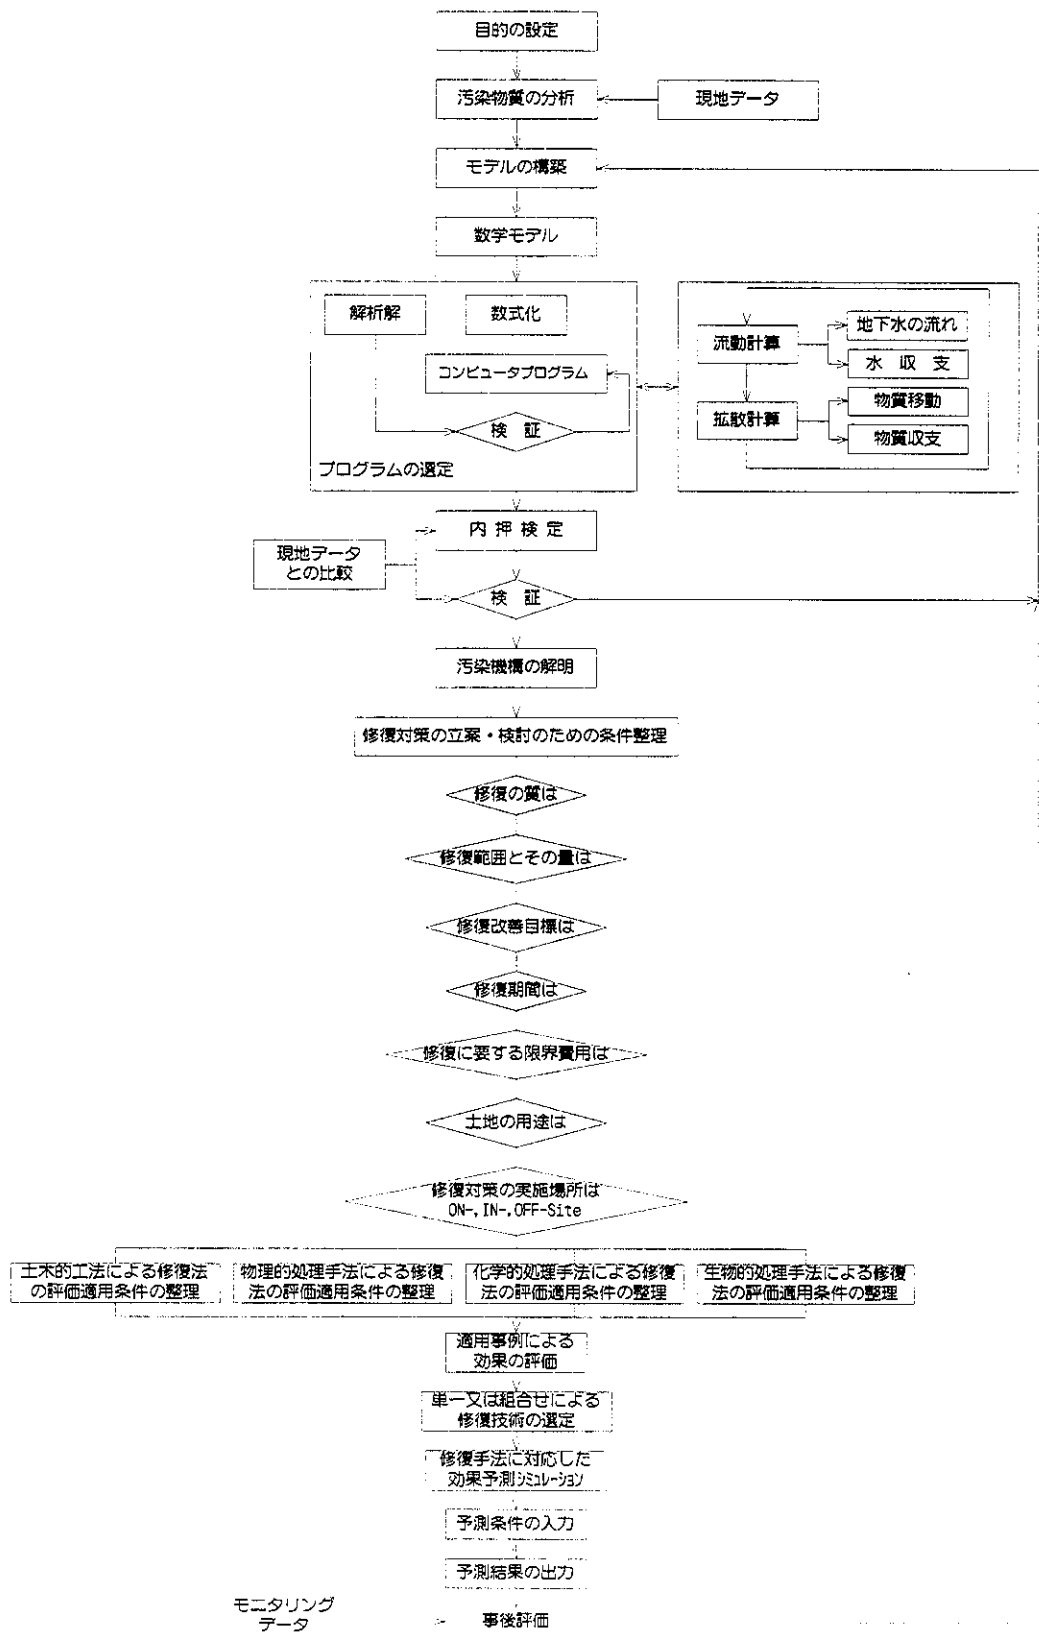 目的の設定
汚染物質の分析
現地データ
モデルの構築
数学モデル
解析解
数式化
コンピュータプログラム
検 証
プログラムの選定
流動計算
地下水の流れ
水 収 支
拡散計算
物質移動
物質収支
内 押 検 定
現地データ
との比較
検 証
汚染機構の解明
修復対策の立案・検討のための条件整理
修復の質は
修復範囲とその量は
修復改善目標は
修復期間は
修復に要する限界費用は
土地の用途は
修復対策の実施場所は
ON-,IN-,OFF-Site
土木的工法による修復法
の評価適用条件の整理
物理的処理手法による修復
法の評価適用条件の整理
化学的処理手法による修復
法の評価適用条件の整理
生物的処理手法による修復
法の評価適用条件の整理
適用事例による
効果の評価
単一又は組合せによる
修復技術の選定
修復手法に対応した
効果予測シミュレーション
予測条件の入力
予測結果の出力
モニタリング
データ
事後評価